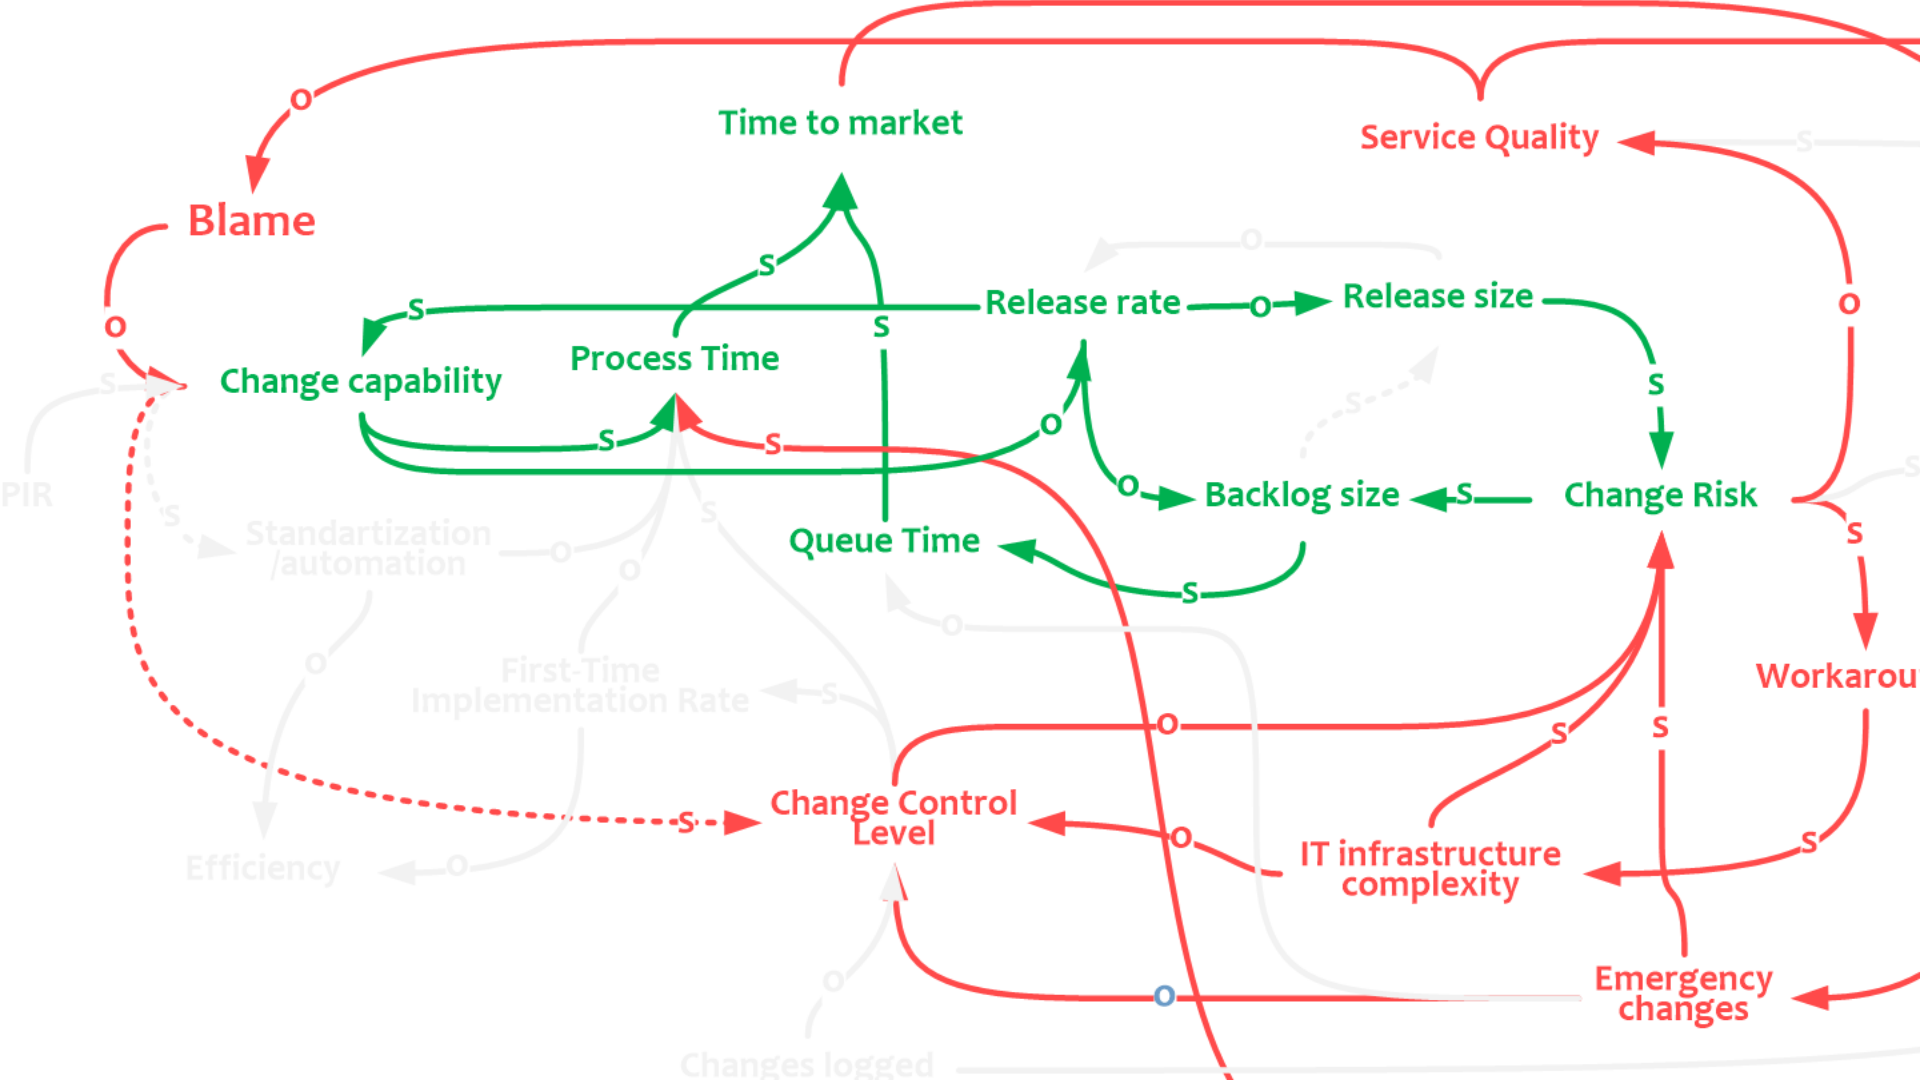 O
Time to market
Service Quality
S
Blame
S
O
S
Release rate
O
Release size
O
O
S
S
Process Time
Change capability
S
S
S
S
S
O
S
PIR
S
S
O
Backlog size
S
Change Risk
S
Standartization
/automation
O
O
Queue Time
S
S
O
O
First-Time
Implementation Rate
S
Workarou
O
S
S
S
Change Control
Level
O
S
IT infrastructure
complexity
Efficiency
O
O
O
Emergency
changes
Changes logged